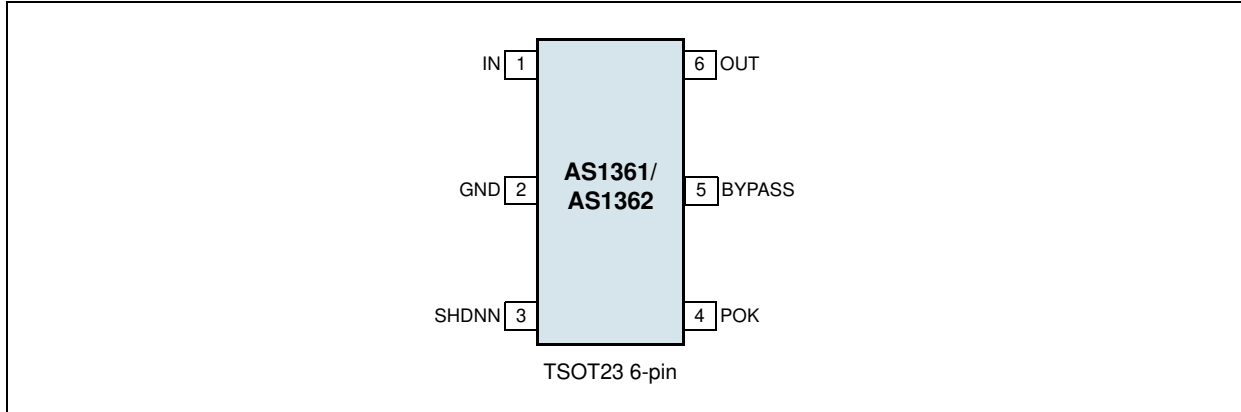 IN 1 6 OUT
AS1361/
AS1362
GND 2 5 BYPASS
SHDNN 3 4 POK
TSOT23 6-pin